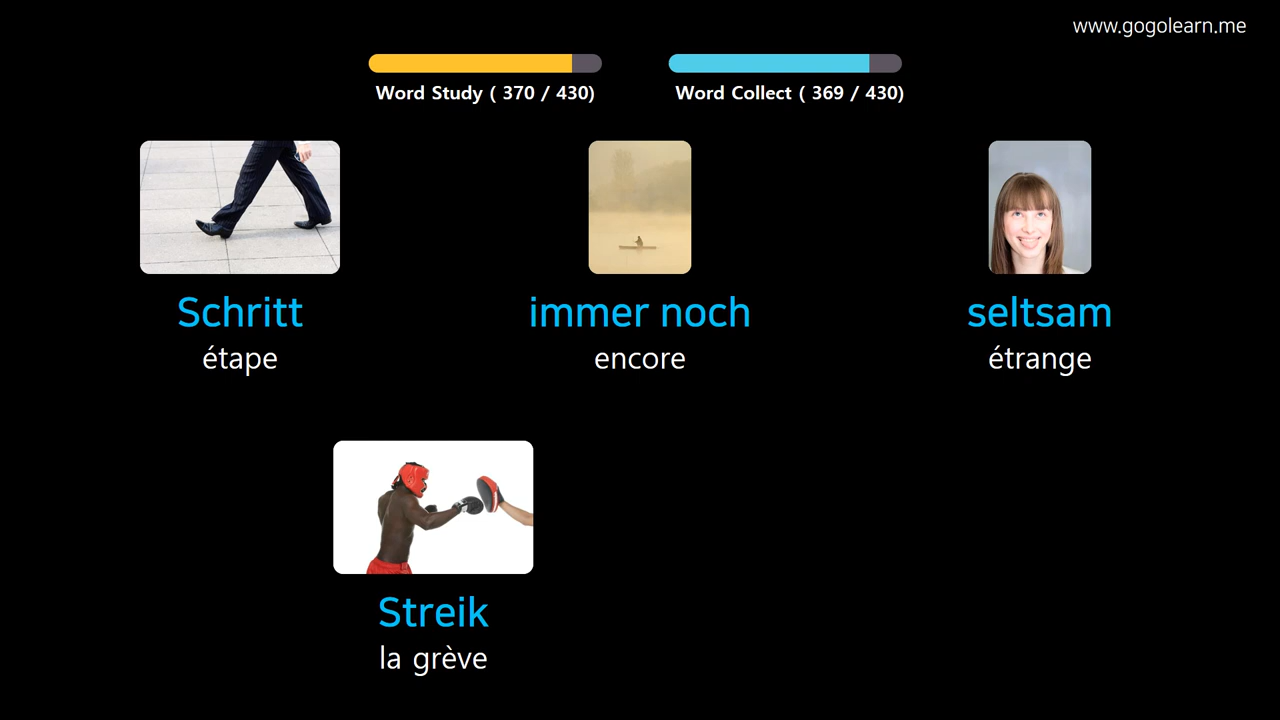 www.gogolearn.me
Word Study ( 370 / 430)
Word Collect ( 369 / 430)
Schritt
étape
immer noch
encore
seltsam
étrange
Streik
la grève